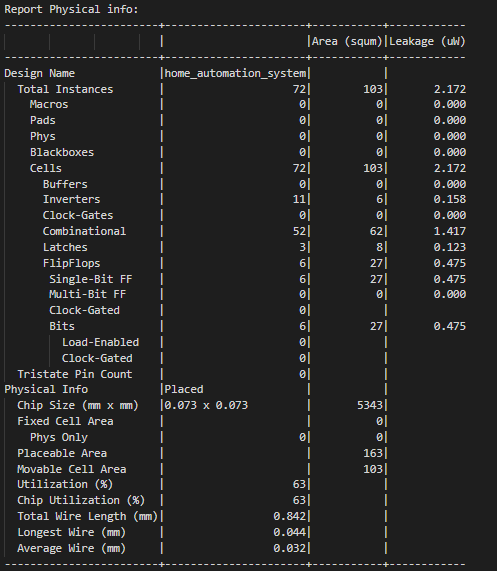 Report Physical info:
--------------------------+-----------------------+-----------+------------
                          |                       |Area (squm)|Leakage (uW)
--------------------------+-----------------------+-----------+------------
Design Name               |home_automation_system|           |
  Total Instances         |                     72|        103|       2.172
    Macros                |                      0|          0|       0.000
    Pads                  |                      0|          0|       0.000
    Phys                  |                      0|          0|       0.000
    Blackboxes            |                      0|          0|       0.000
    Cells                 |                     72|        103|       2.172
      Buffers             |                      0|          0|       0.000
      Inverters           |                     11|          6|       0.158
      Clock-Gates         |                      0|          0|       0.000
      Combinational       |                     52|         62|       1.417
      Latches             |                      3|          8|       0.123
      FlipFlops           |                      6|         27|       0.475
       Single-Bit FF      |                      6|         27|       0.475
       Multi-Bit FF       |                      0|          0|       0.000
       Clock-Gated        |                      0|           |
       Bits               |                      6|         27|       0.475
         Load-Enabled     |                      0|           |
         Clock-Gated      |                      0|           |
  Tristate Pin Count      |                      0|           |
Physical Info             |Placed                 |           |
  Chip Size (mm x mm)     |0.073 x 0.073          |       5343|
  Fixed Cell Area         |                       |          0|
    Phys Only             |                      0|          0|
  Placeable Area          |                       |        163|
  Movable Cell Area       |                       |        103|
  Utilization (%)         |                     63|           |
  Chip Utilization (%)    |                     63|           |
  Total Wire Length (mm)|                  0.842|           |
  Longest Wire (mm)       |                  0.044|           |
  Average Wire (mm)       |                  0.032|           |
--------------------------+-----------------------+-----------+------------